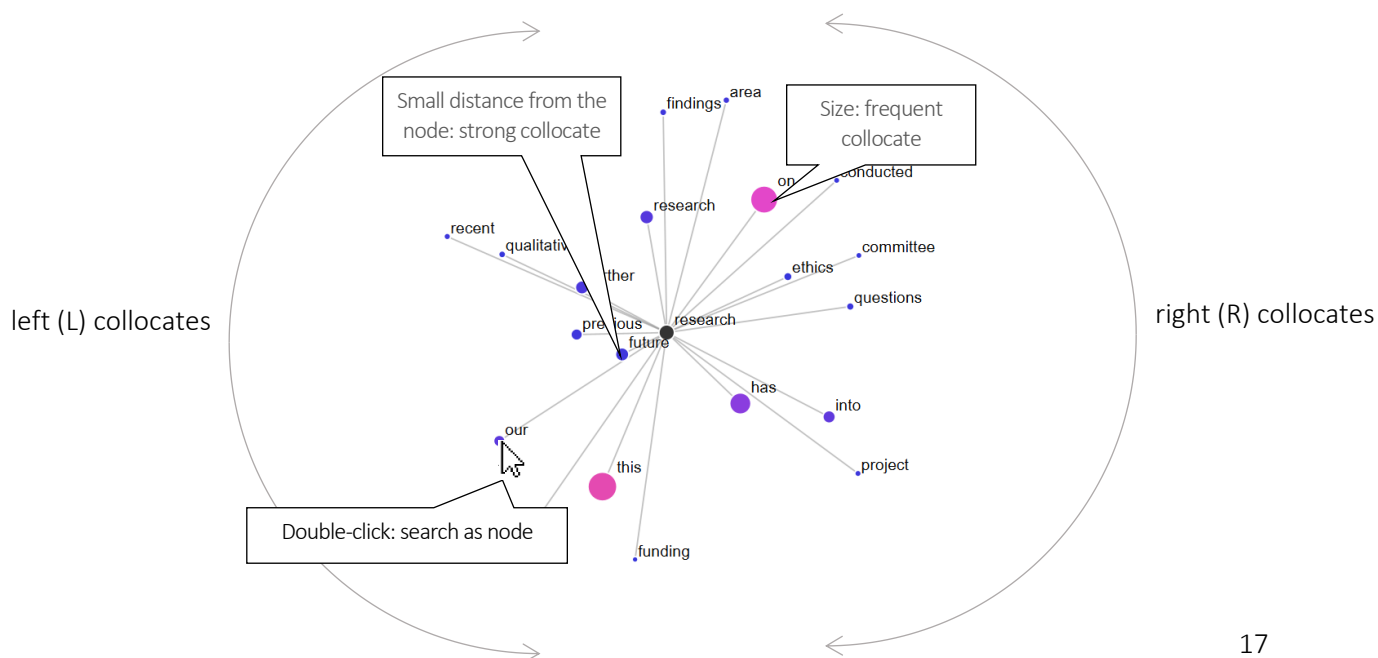 area
findings
Small distance from the
node: strong collocate
Size: frequent
collocate
on
conducted
research
recent
qualitativ
ther
committee
ethics
questions
left (L) collocates
right (R) collocates
previous
research
future
has
into
our
this
project
Double-click: search as node
funding
17